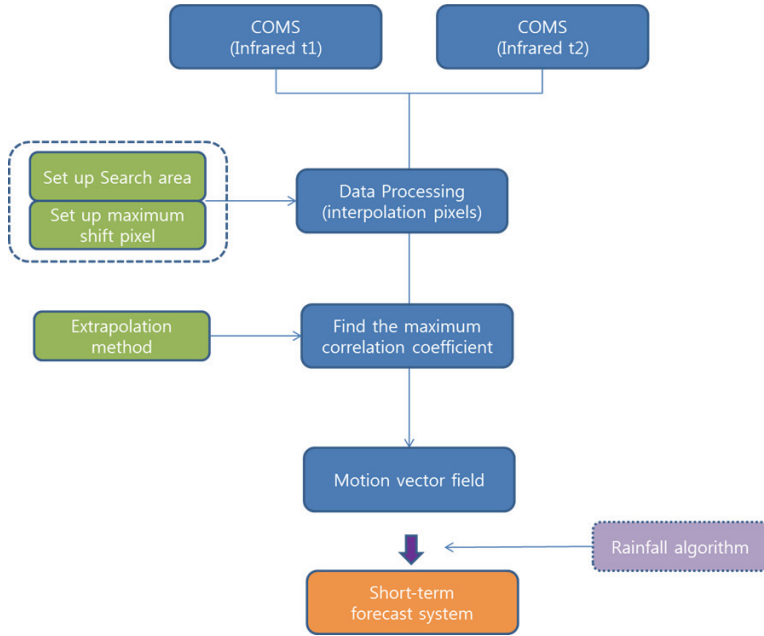 COMS
(Infrared t1)
COMS
(Infrared t2)
Set up Search area
Set up maximum
shift pixel
Data Processing
(interpolation pixels)
Extrapolation
method
Find the maximum
correlation coefficient
Motion vector field
Rainfall algorithm
Short-term
forecast system